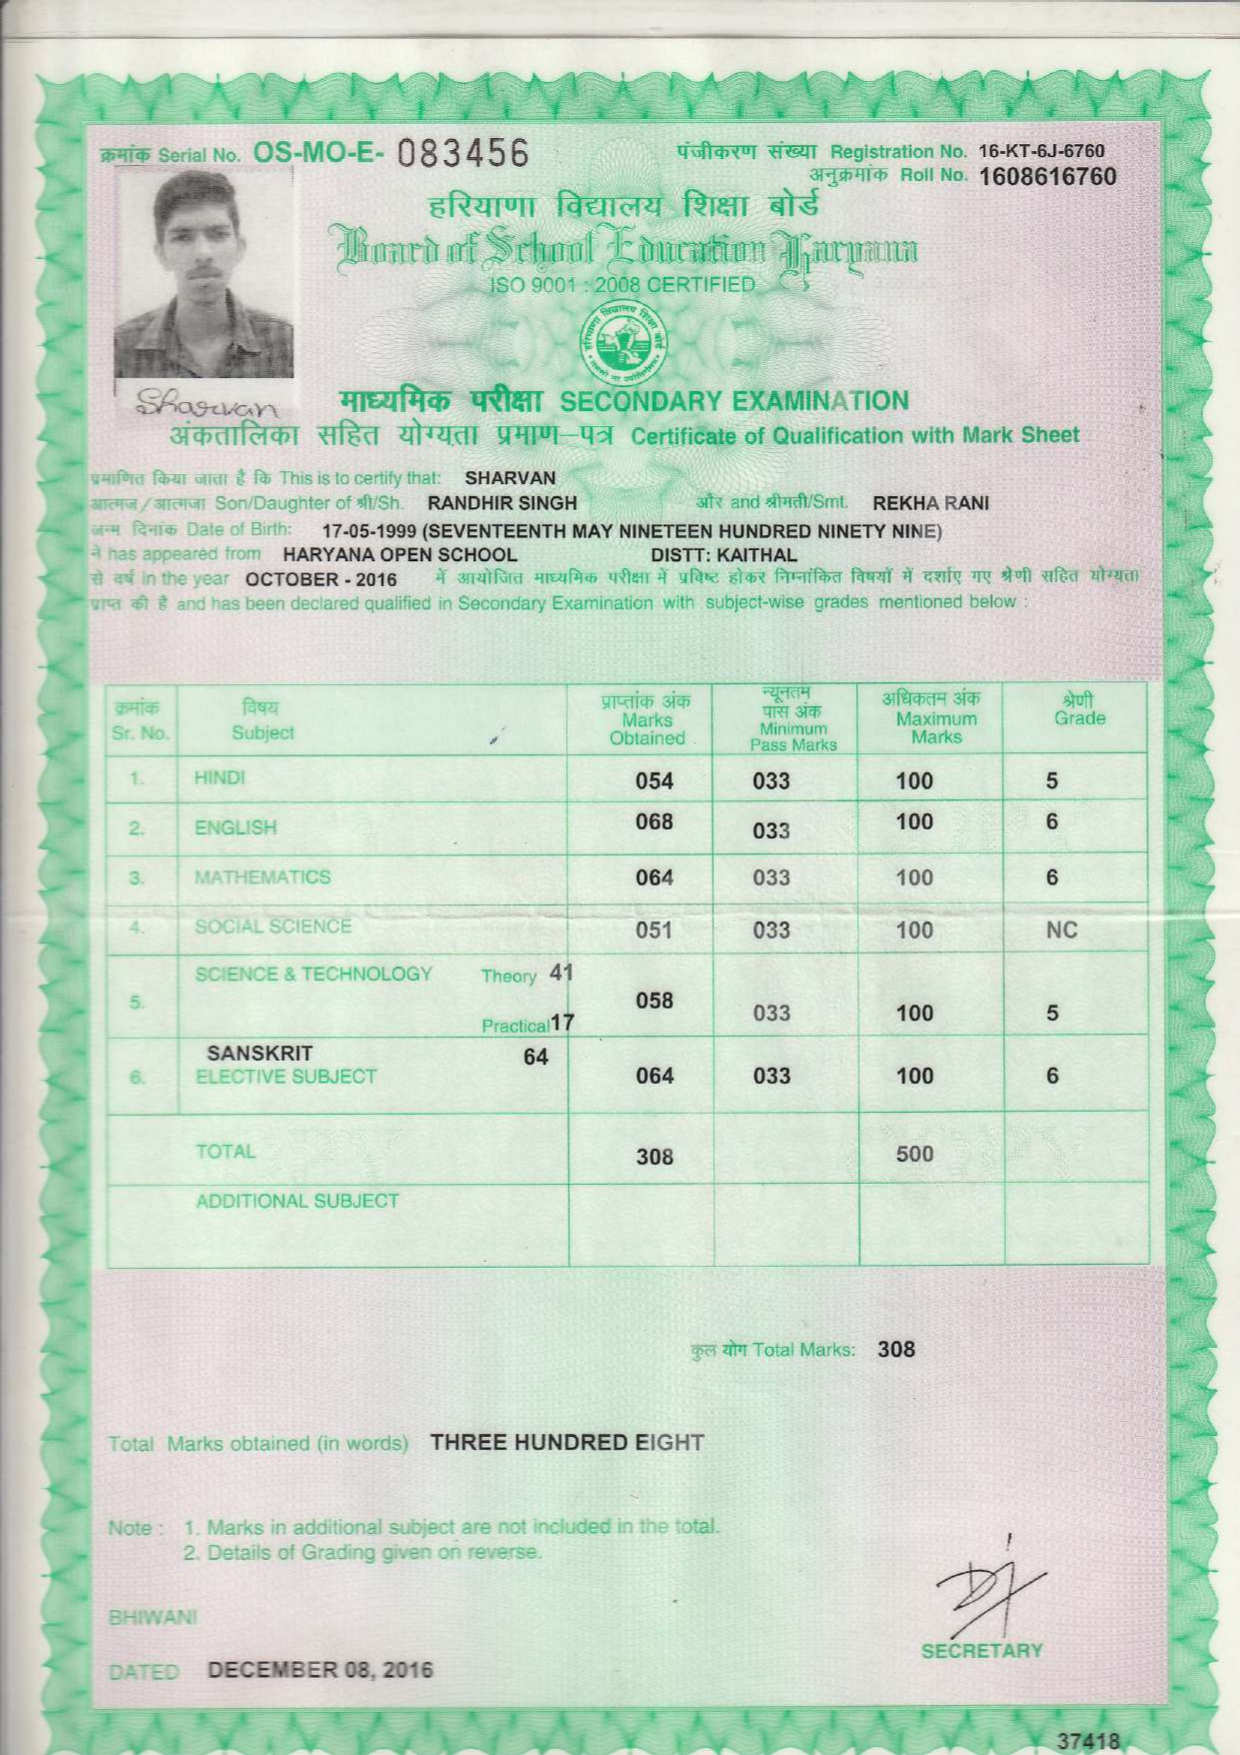 क्रमांक Serial No. OS-MO-E- 083456
पंजीकरण संख्या Registration No. 16-KT-6J-6760
अनुक्रमांक Roll No. 1608616760
हरियाणा विद्यालय शिक्षा बोर्ड
Board of School Education Haryana
ISO 9001 : 2008 CERTIFIED
Sharvan
माध्यमिक परीक्षा SECONDARY EXAMINATION
अंकतालिका सहित योग्यता प्रमाण–पत्र Certificate of Qualification with Mark Sheet
प्रमाणित किया जाता है कि This is to certify that: SHARVAN
आत्मज / आत्मजा Son/Daughter of श्री/Sh. RANDHIR SINGH और and श्रीमती/Smt. REKHA RANI
जन्म दिनांक Date of Birth: 17-05-1999 (SEVENTEENTH MAY NINETEEN HUNDRED NINETY NINE)
ने has appeared from HARYANA OPEN SCHOOL DISTT: KAITHAL
से वर्ष in the year OCTOBER - 2016 में आयोजित माध्यमिक परीक्षा में प्रविष्ट होकर निम्नांकित विषयों में दर्शाए गए श्रेणी सहित योग्यता
प्राप्त की है and has been declared qualified in Secondary Examination with subject-wise grades mentioned below :
क्रमांक Sr. No. विषय Subject प्राप्तांक अंक Marks Obtained न्यूनतम पास अंक Minimum Pass Marks अधिकतम अंक Maximum Marks श्रेणी Grade
1. HINDI 054 033 100 5
2. ENGLISH 068 033 100 6
3. MATHEMATICS 064 033 100 6
4. SOCIAL SCIENCE 051 033 100 NC
5. SCIENCE & TECHNOLOGY Theory 41 Practical 17 058 033 100 5
SANSKRIT 64
6. ELECTIVE SUBJECT 064 033 100 6
TOTAL 308 500
ADDITIONAL SUBJECT
कुल योग Total Marks: 308
Total Marks obtained (in words) THREE HUNDRED EIGHT
Note : 1. Marks in additional subject are not included in the total.
2. Details of Grading given on reverse.
BHIWANI
SECRETARY
DATED DECEMBER 08, 2016
37418